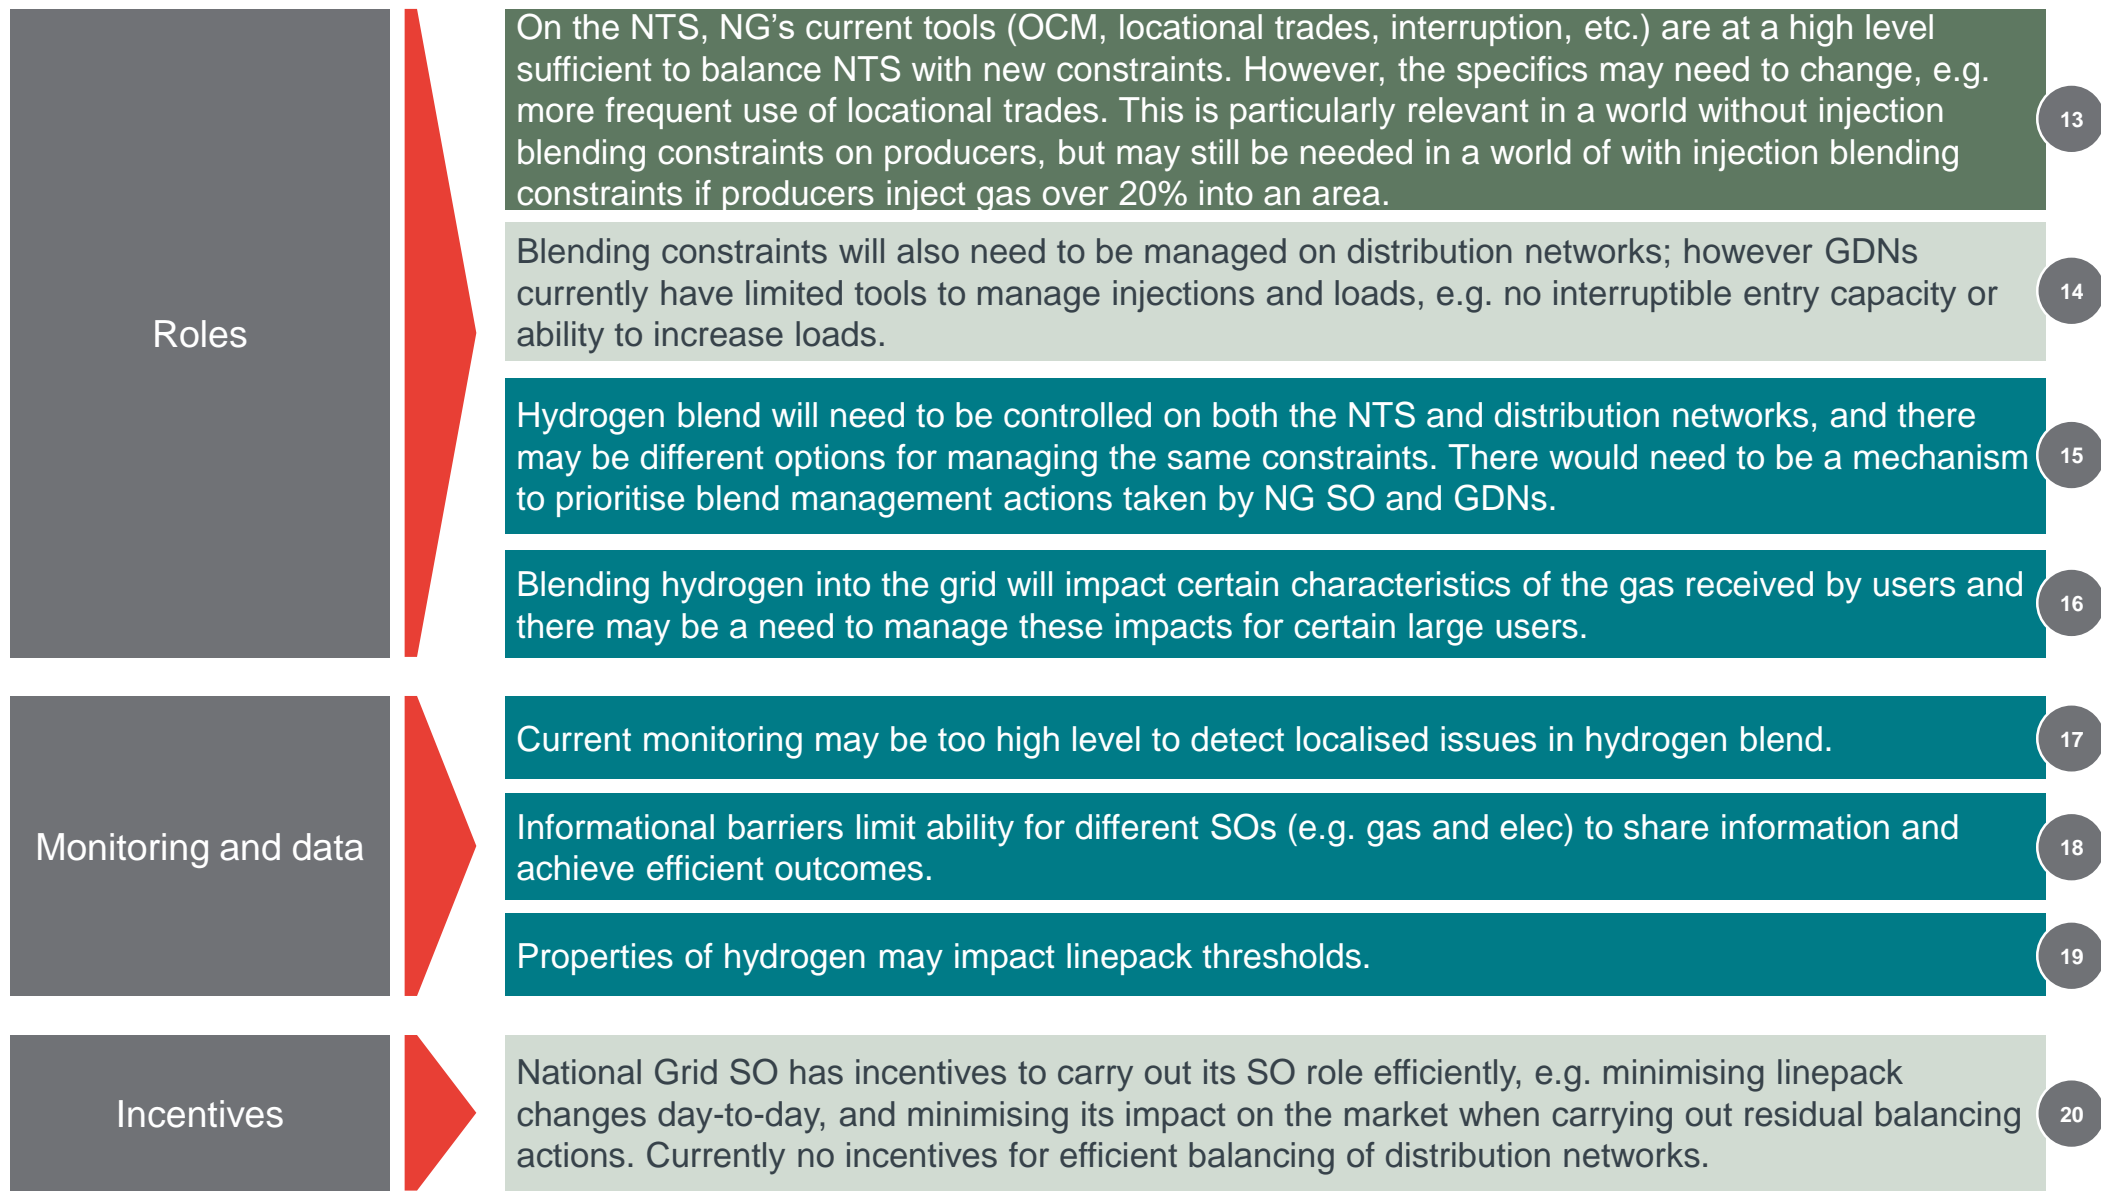 Roles
On the NTS, NG’s current tools (OCM, locational trades, interruption, etc.) are at a high level
sufficient to balance NTS with new constraints. However, the specifics may need to change, e.g.
more frequent use of locational trades. This is particularly relevant in a world without injection
blending constraints on producers, but may still be needed in a world of with injection blending
constraints if producers inject gas over 20% into an area.
13
Blending constraints will also need to be managed on distribution networks; however GDNs
currently have limited tools to manage injections and loads, e.g. no interruptible entry capacity or
ability to increase loads.
14
Hydrogen blend will need to be controlled on both the NTS and distribution networks, and there
may be different options for managing the same constraints. There would need to be a mechanism
to prioritise blend management actions taken by NG SO and GDNs.
15
Blending hydrogen into the grid will impact certain characteristics of the gas received by users and
there may be a need to manage these impacts for certain large users.
16
Monitoring and data
Current monitoring may be too high level to detect localised issues in hydrogen blend.
17
Informational barriers limit ability for different SOs (e.g. gas and elec) to share information and
achieve efficient outcomes.
18
Properties of hydrogen may impact linepack thresholds.
19
Incentives
National Grid SO has incentives to carry out its SO role efficiently, e.g. minimising linepack
changes day-to-day, and minimising its impact on the market when carrying out residual balancing
actions. Currently no incentives for efficient balancing of distribution networks.
20